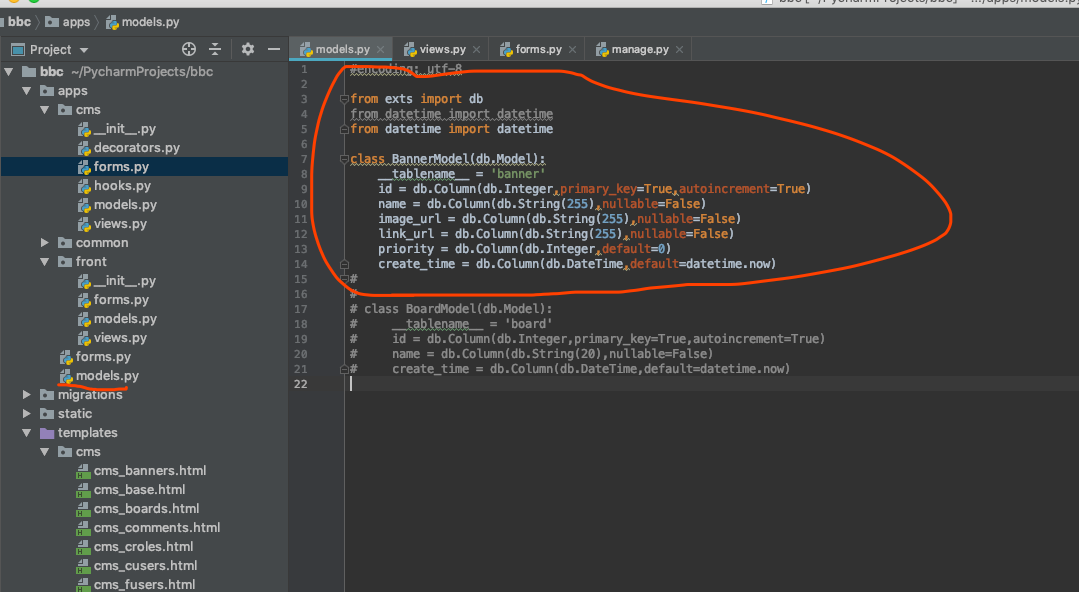 bbc [~/PycharmProjects/bbc] - .../apps/models.py
bbc apps models.py
Project
models.py views.py forms.py manage.py
bbc ~/PycharmProjects/bbc
apps
cms
__init__.py
decorators.py
forms.py
hooks.py
models.py
views.py
common
front
__init__.py
forms.py
models.py
views.py
forms.py
models.py
migrations
static
templates
cms
cms_banners.html
cms_base.html
cms_boards.html
cms_comments.html
cms_croles.html
cms_cusers.html
cms_fusers.html
1 #encoding: utf-8
2
3 from exts import db
4 from datetime import datetime
5 from datetime import datetime
6
7 class BannerModel(db.Model):
8 __tablename__ = 'banner'
9 id = db.Column(db.Integer,primary_key=True,autoincrement=True)
10 name = db.Column(db.String(255),nullable=False)
11 image_url = db.Column(db.String(255),nullable=False)
12 link_url = db.Column(db.String(255),nullable=False)
13 priority = db.Column(db.Integer,default=0)
14 create_time = db.Column(db.DateTime,default=datetime.now)
15 #
16 #
17 # class BoardModel(db.Model):
18 # __tablename__ = 'board'
19 # id = db.Column(db.Integer,primary_key=True,autoincrement=True)
20 # name = db.Column(db.String(20),nullable=False)
21 # create_time = db.Column(db.DateTime,default=datetime.now)
22